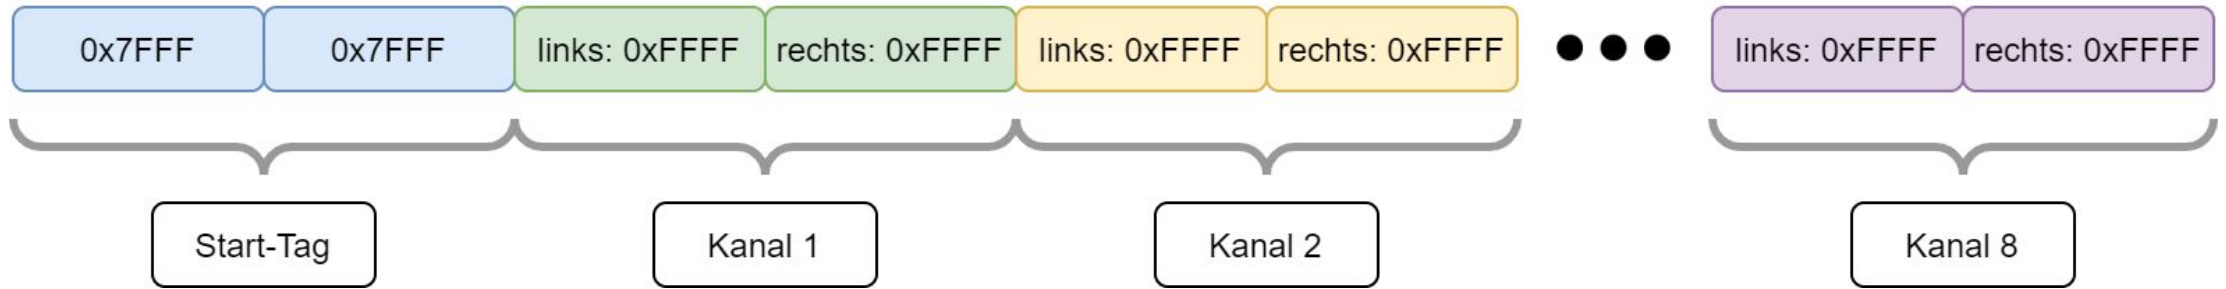 0x7FFF 0x7FFF links: 0xFFFF rechts: 0xFFFF links: 0xFFFF rechts: 0xFFFF links: 0xFFFF rechts: 0xFFFF
Start-Tag Kanal 1 Kanal 2 Kanal 8